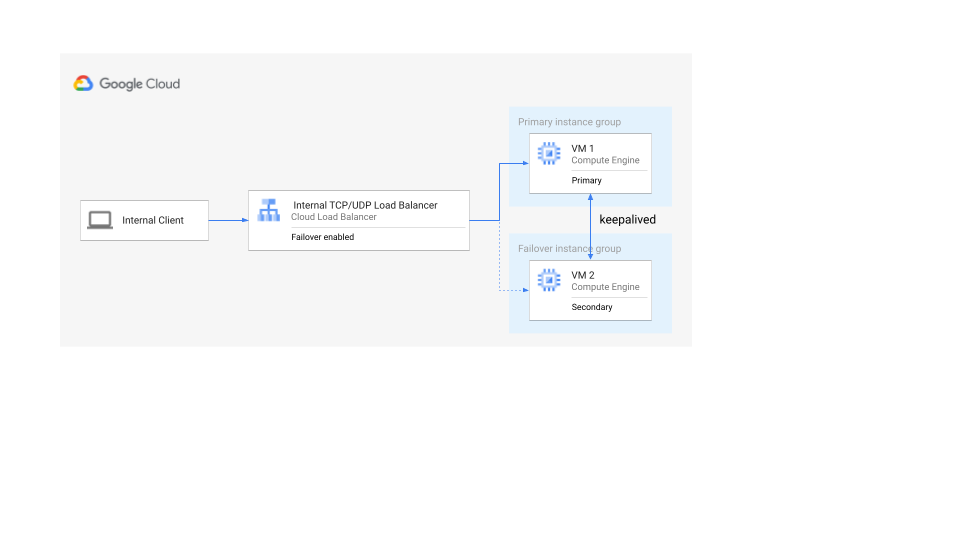 Google Cloud
Primary instance group
VM 1
Compute Engine
Primary
Internal Client
Internal TCP/UDP Load Balancer
Cloud Load Balancer
Failover enabled
keepalived
Failover instance group
VM 2
Compute Engine
Secondary